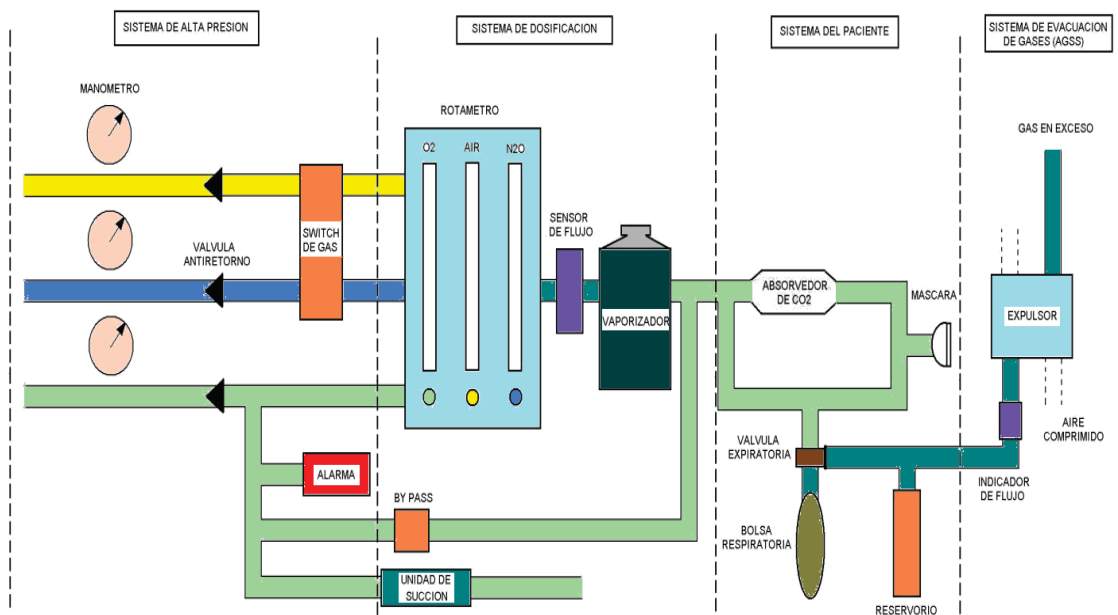 SISTEMA DE ALTA PRESION
SISTEMA DE DOSIFICACION
SISTEMA DEL PACIENTE
SISTEMA DE EVACUACION
DE GASES (AGSS)
MANOMETRO
ROTAMETRO
O2
AIR
N2O
GAS EN EXCESO
SWITCH
DE GAS
VALVULA
ANTIRETORNO
SENSOR
DE FLUJO
VAPORIZADOR
ABSORVEDOR
DE CO2
MASCARA
EXPULSOR
AIRE
COMPRIMIDO
VALVULA
EXPIRATORIA
INDICADOR
DE FLUJO
ALARMA
BY PASS
BOLSA
RESPIRATORIA
UNIDAD DE
SUCCION
RESERVORIO